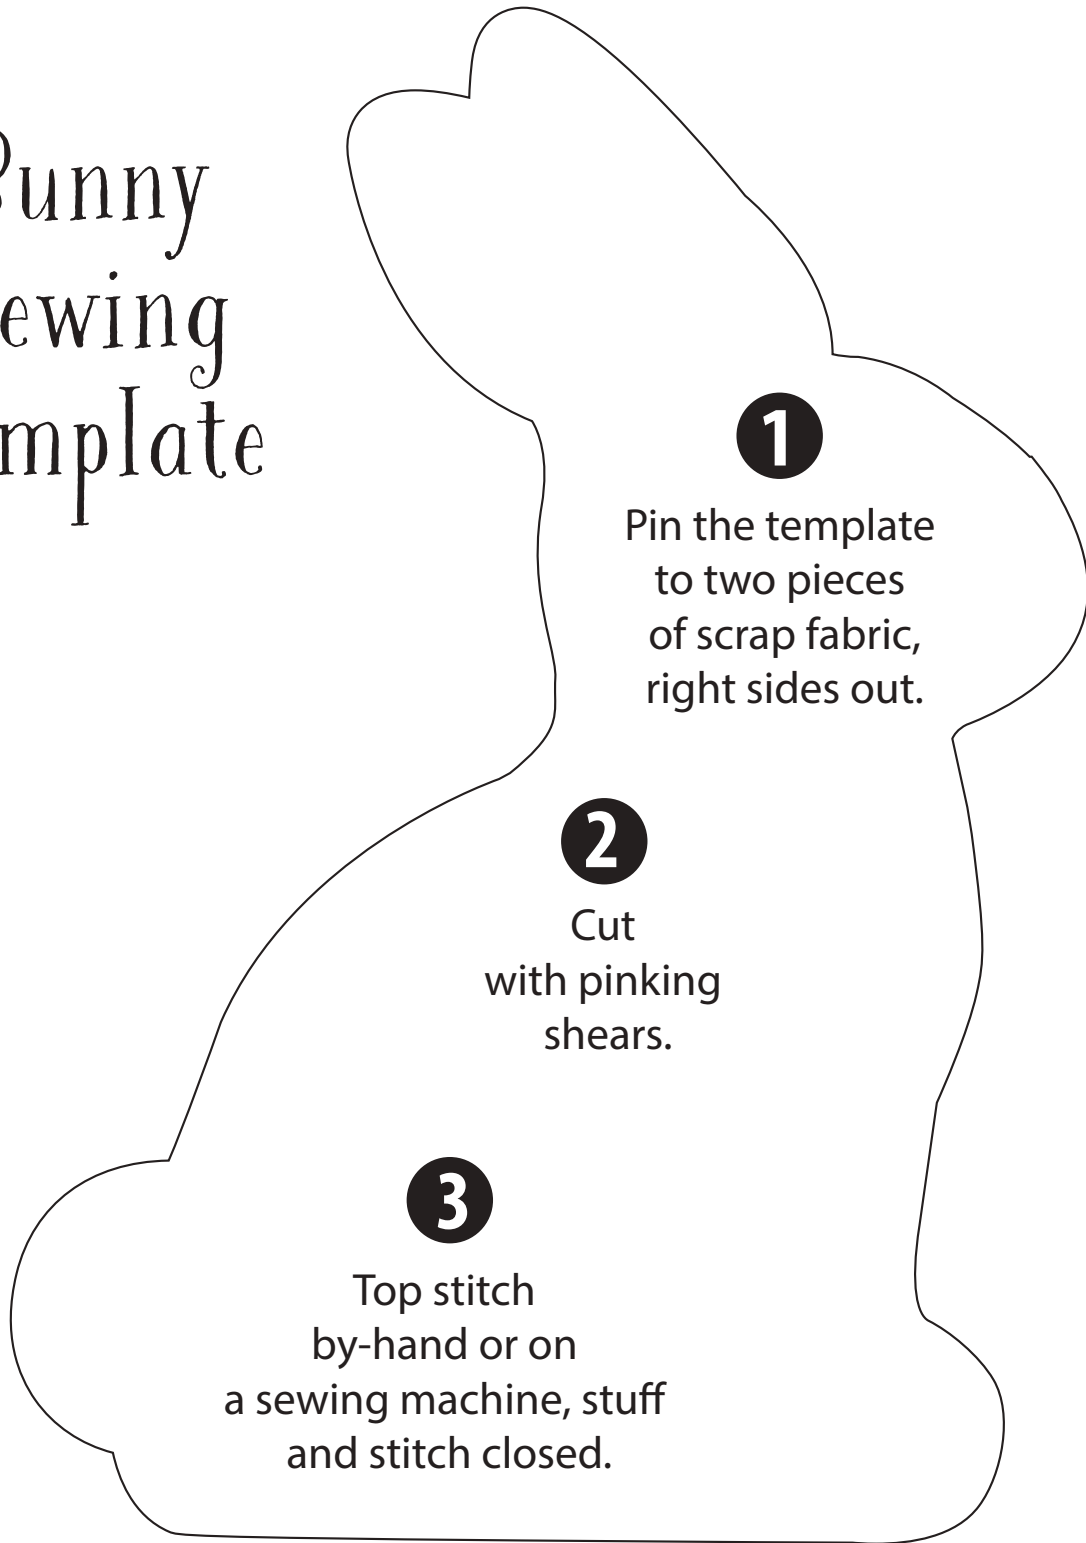 Bunny
ewing
mplate
1
Pin the template
to two pieces
of scrap fabric,
right sides out.
2
Cut
with pinking
shears.
3
Top stitch
by-hand or on
a sewing machine, stuff
and stitch closed.